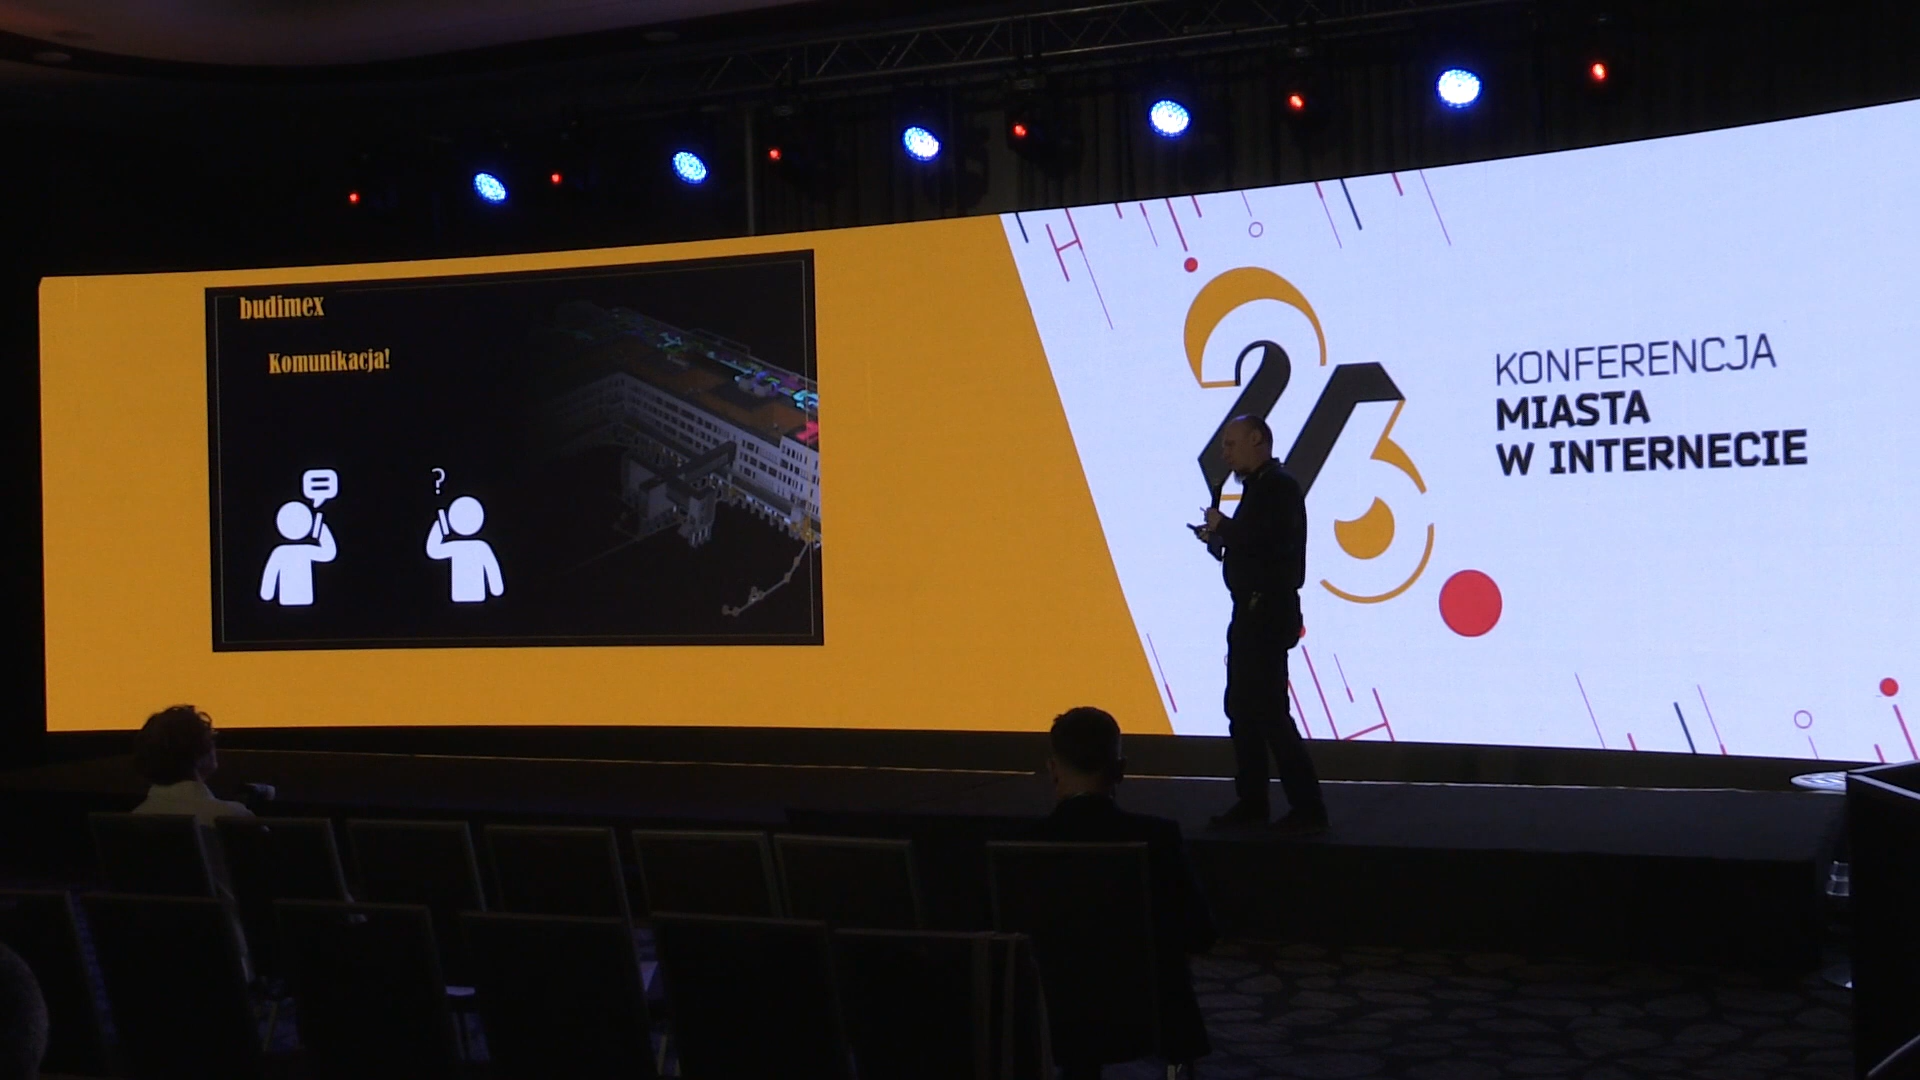 budimex
Komunikacja!
?
26
KONFERENCJA
MIASTA
W INTERNECIE